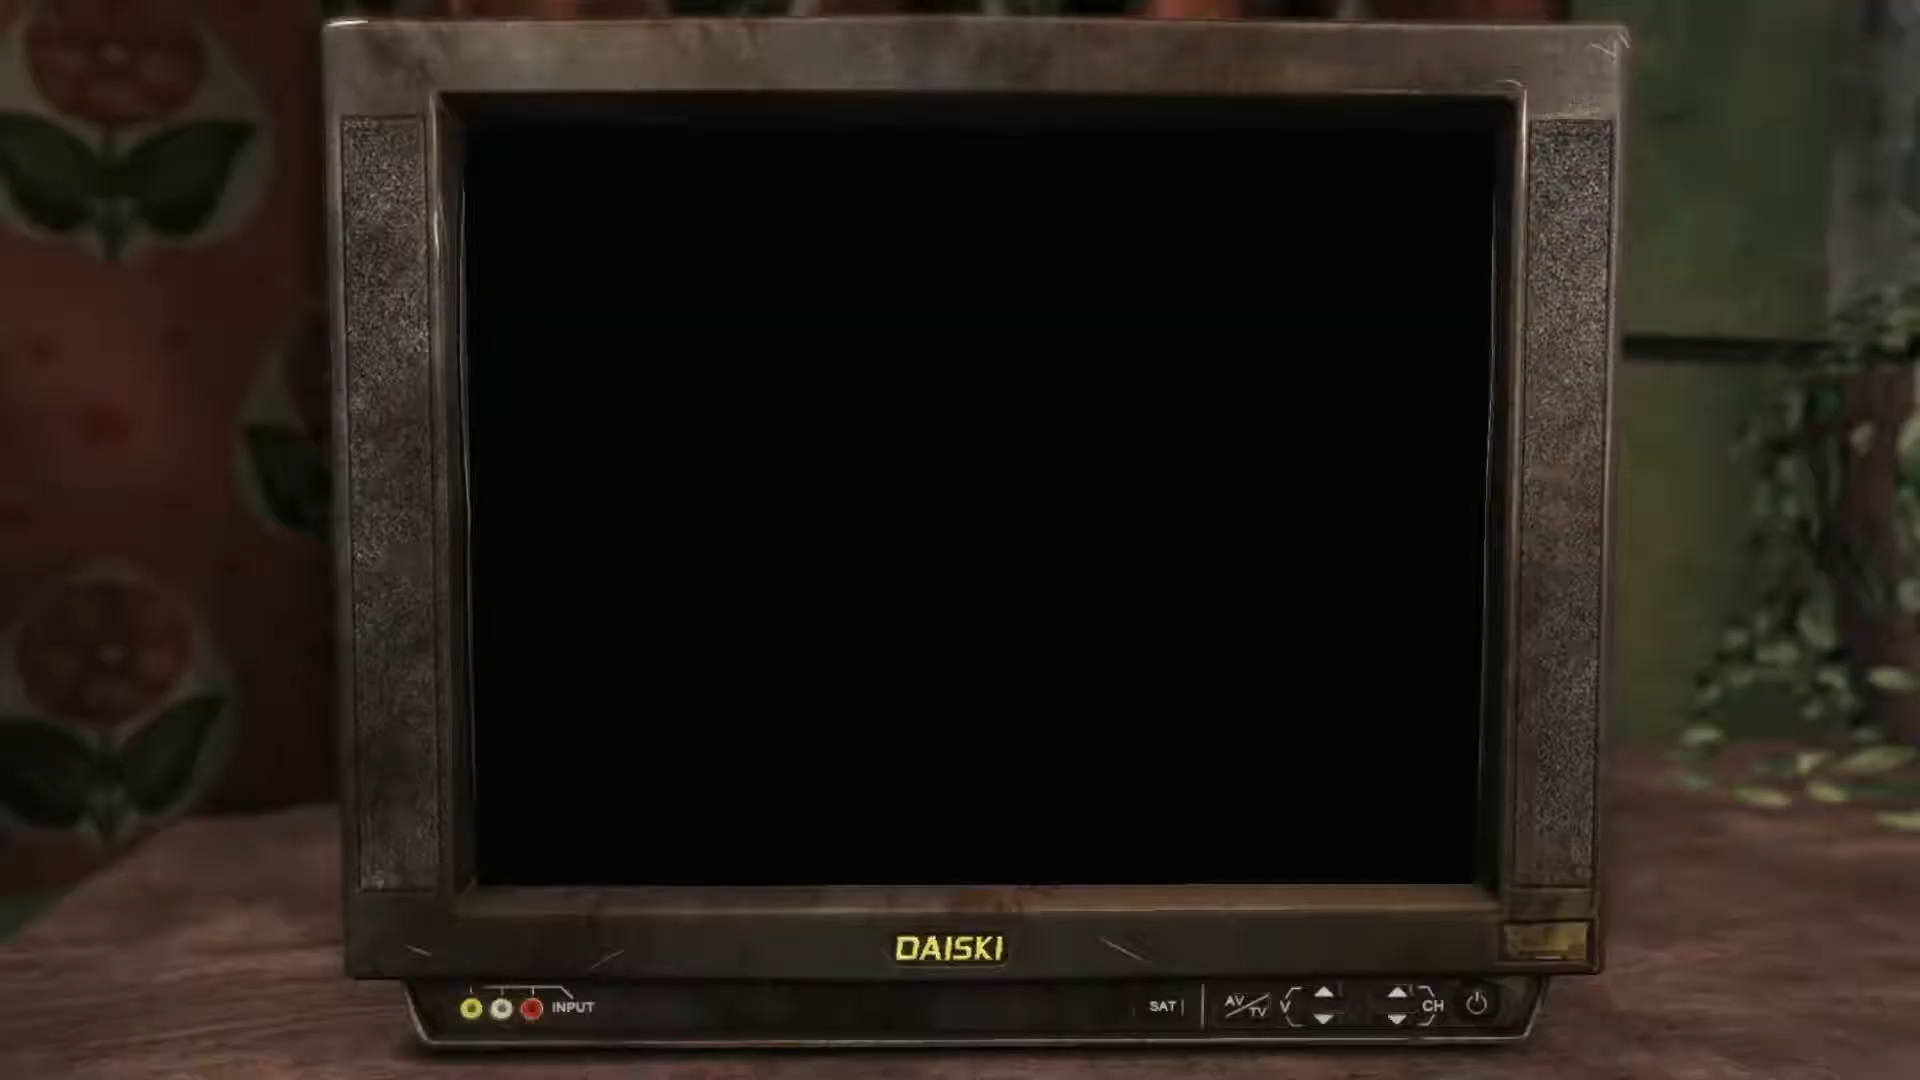 DAISKI
INPUT
SAT
AV/TV
V
CH